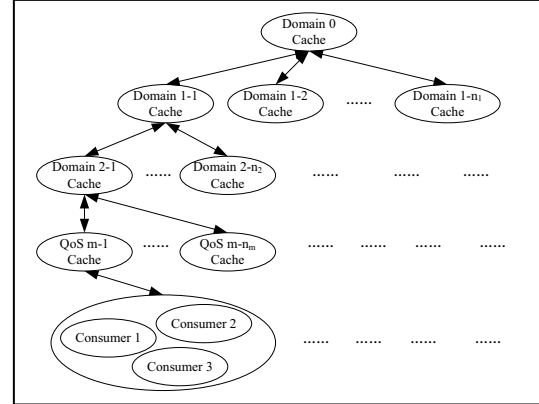 Domain 0
Cache
Domain 1-1
Cache
Domain 1-2
Cache
......
Domain 1-n₁
Cache
Domain 2-1
Cache
......
Domain 2-n₂
Cache
......
......
......
QoS m-1
Cache
......
QoS m-nₘ
Cache
......
......
......
......
Consumer 1
Consumer 2
Consumer 3
......
......
......
......